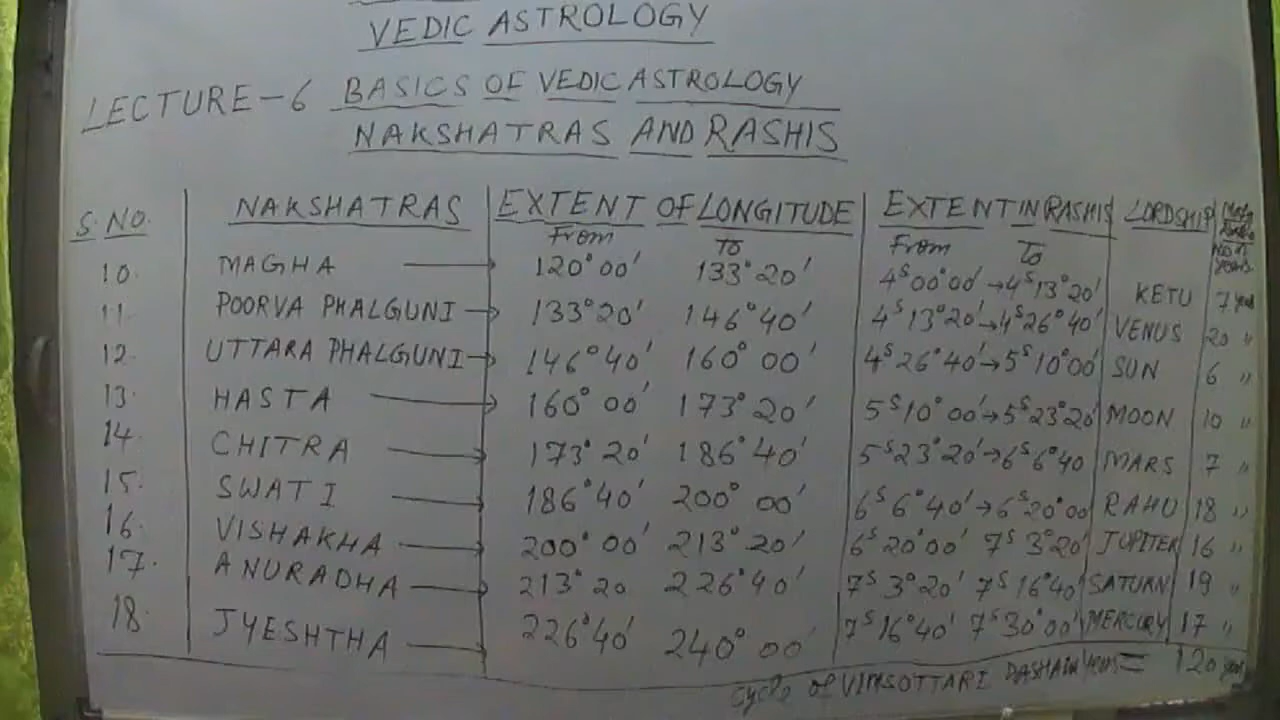 VEDIC ASTROLOGY
LECTURE-6 BASICS OF VEDIC ASTROLOGY
NAKSHATRAS AND RASHIS
S.NO. NAKSHATRAS EXTENT OF LONGITUDE EXTENT IN RASHIS LORDSHIP
From To From To No. of years
10. MAGHA → 120°00' 133°20' 4ˢ00°00'→4ˢ13°20' KETU 7 years
11. POORVA PHALGUNI → 133°20' 146°40' 4ˢ13°20'→4ˢ26°40' VENUS 20 "
12. UTTARA PHALGUNI → 146°40' 160°00' 4ˢ26°40'→5ˢ10°00' SUN 6 "
13. HASTA → 160°00' 173°20' 5ˢ10°00'→5ˢ23°20' MOON 10 "
14. CHITRA → 173°20' 186°40' 5ˢ23°20'→6ˢ6°40 MARS 7 "
15. SWATI → 186°40' 200°00' 6ˢ6°40'→6ˢ20°00 RAHU 18 "
16. VISHAKHA → 200°00' 213°20' 6ˢ20°00' 7ˢ3°20' JUPITER 16 "
17. ANURADHA → 213°20 226°40' 7ˢ3°20' 7ˢ16°40' SATURN 19 "
18. JYESHTHA → 226°40' 240°00' 7ˢ16°40' 7ˢ30°00' MERCURY 17 "
Cycle of VIMSOTTARI DASHA IN Years = 120 years